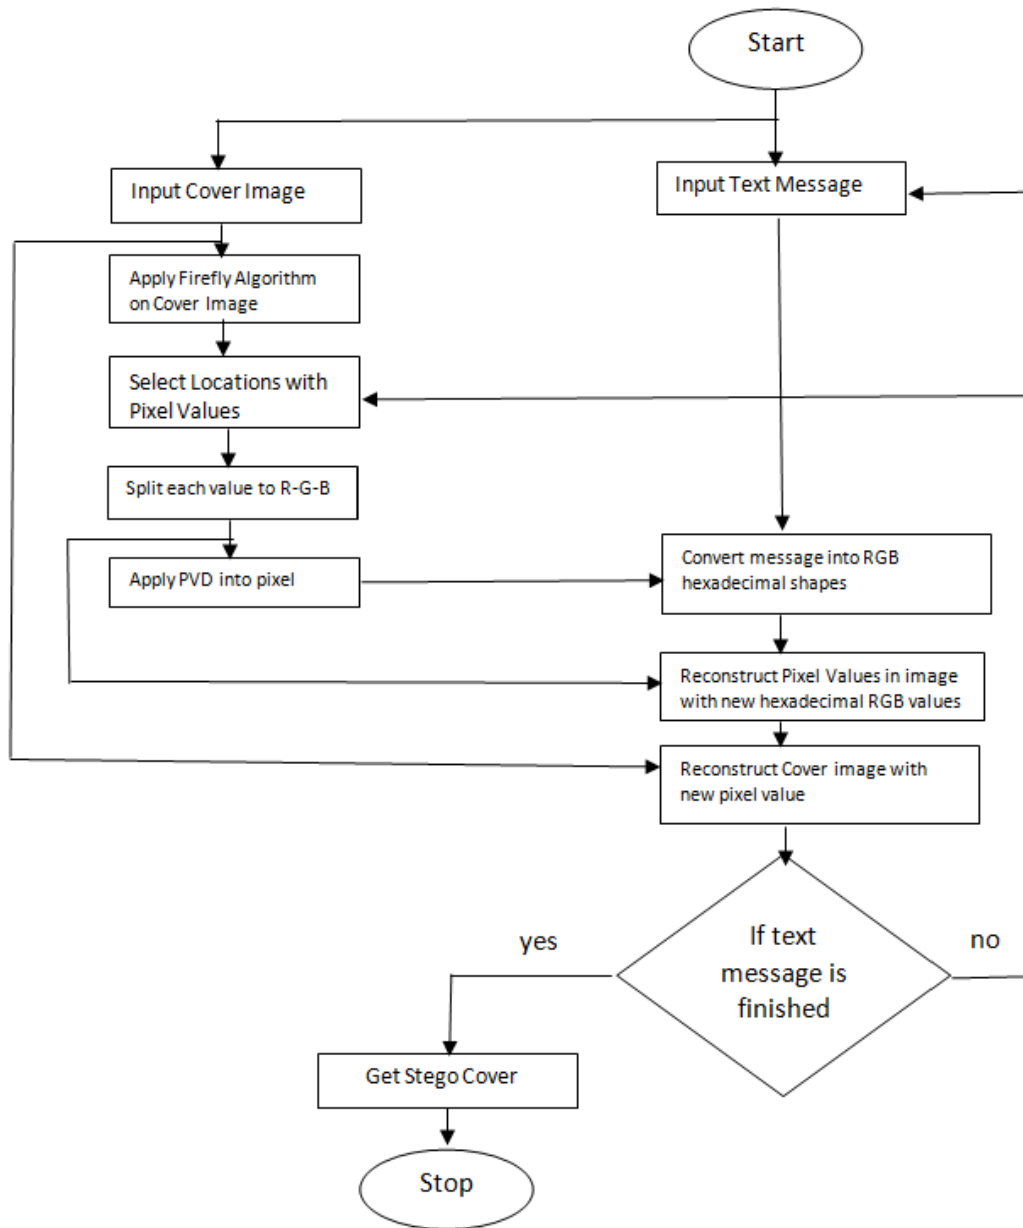 Start
Input Cover Image
Input Text Message
Apply Firefly Algorithm
on Cover Image
Select Locations with
Pixel Values
Split each value to R-G-B
Apply PVD into pixel
Convert message into RGB
hexadecimal shapes
Reconstruct Pixel Values in image
with new hexadecimal RGB values
Reconstruct Cover image with
new pixel value
If text
message is
finished
yes
no
Get Stego Cover
Stop